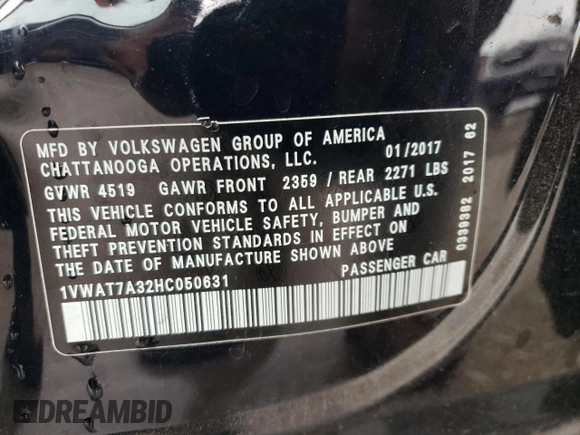 MFD BY VOLKSWAGEN GROUP OF AMERICA
CHATTANOOGA OPERATIONS, LLC. 01/2017
GVWR 4519 GAWR FRONT 2359 / REAR 2271 LBS
THIS VEHICLE CONFORMS TO ALL APPLICABLE U.S.
FEDERAL MOTOR VEHICLE SAFETY, BUMPER AND
THEFT PREVENTION STANDARDS IN EFFECT ON
THE DATE OF MANUFACTURE SHOWN ABOVE
1VWAT7A32HC050631 PASSENGER CAR
0339382 2017 62
DREAMBID